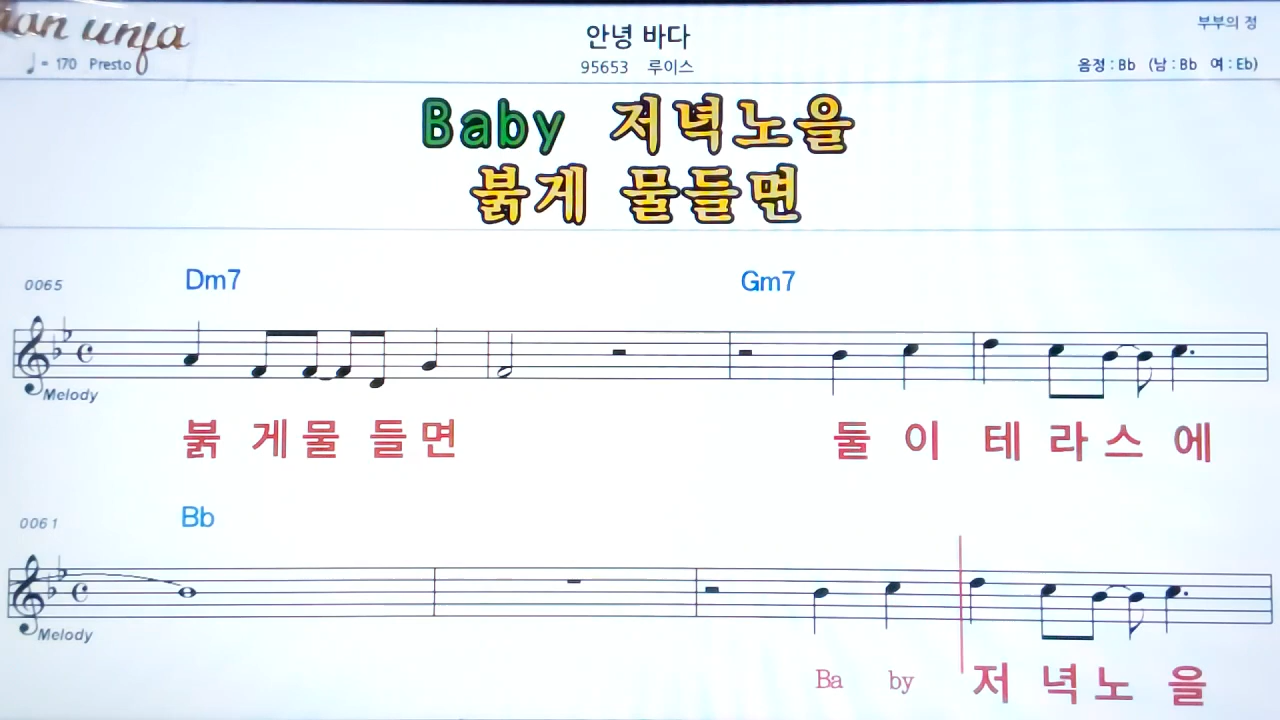 안녕 바다
부부의 정
♩= 170 Presto
95653 루이스
음정 : Bb (남 : Bb 여 : Eb)
Baby 저녁노을
붉게 물들면
0065
Dm7
Gm7
Melody
붉 게 물 들 면 둘 이 테 라 스 에
0061
Bb
Melody
Ba by 저 녁 노 을